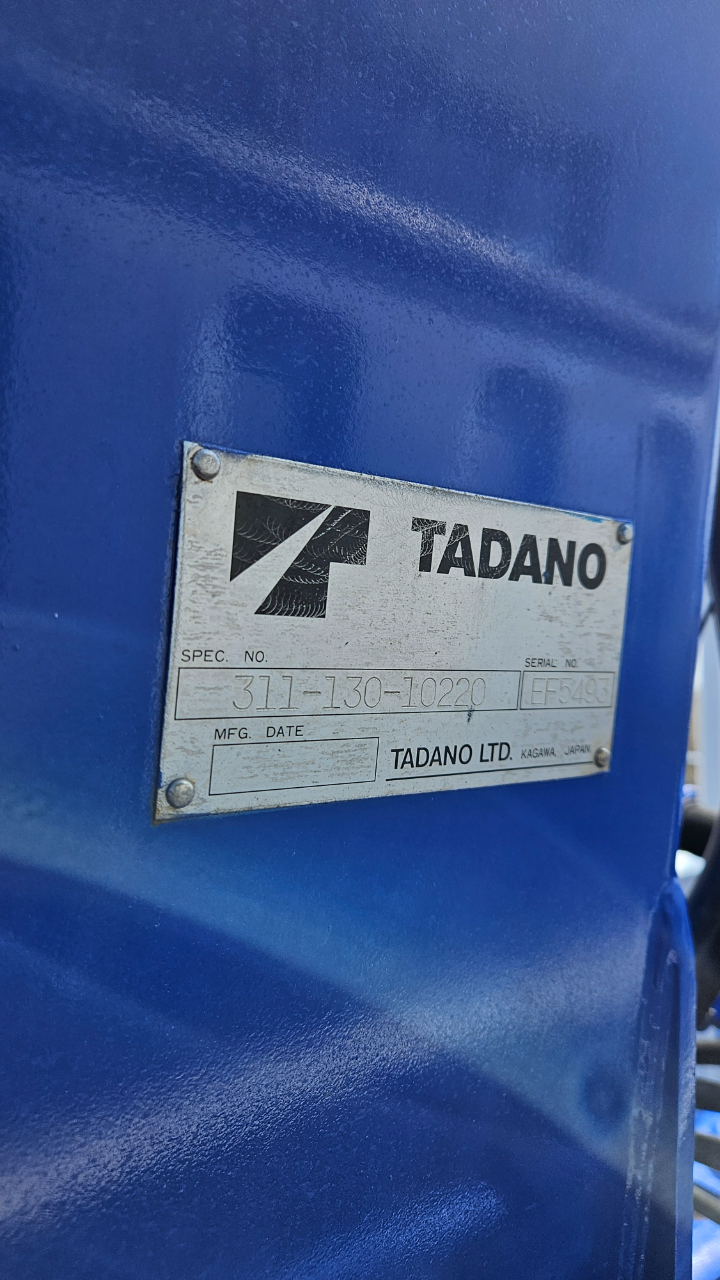 TADANO
SPEC. NO.
SERIAL NO.
311-130-10220
EF5493
MFG. DATE
TADANO LTD. KAGAWA, JAPAN.